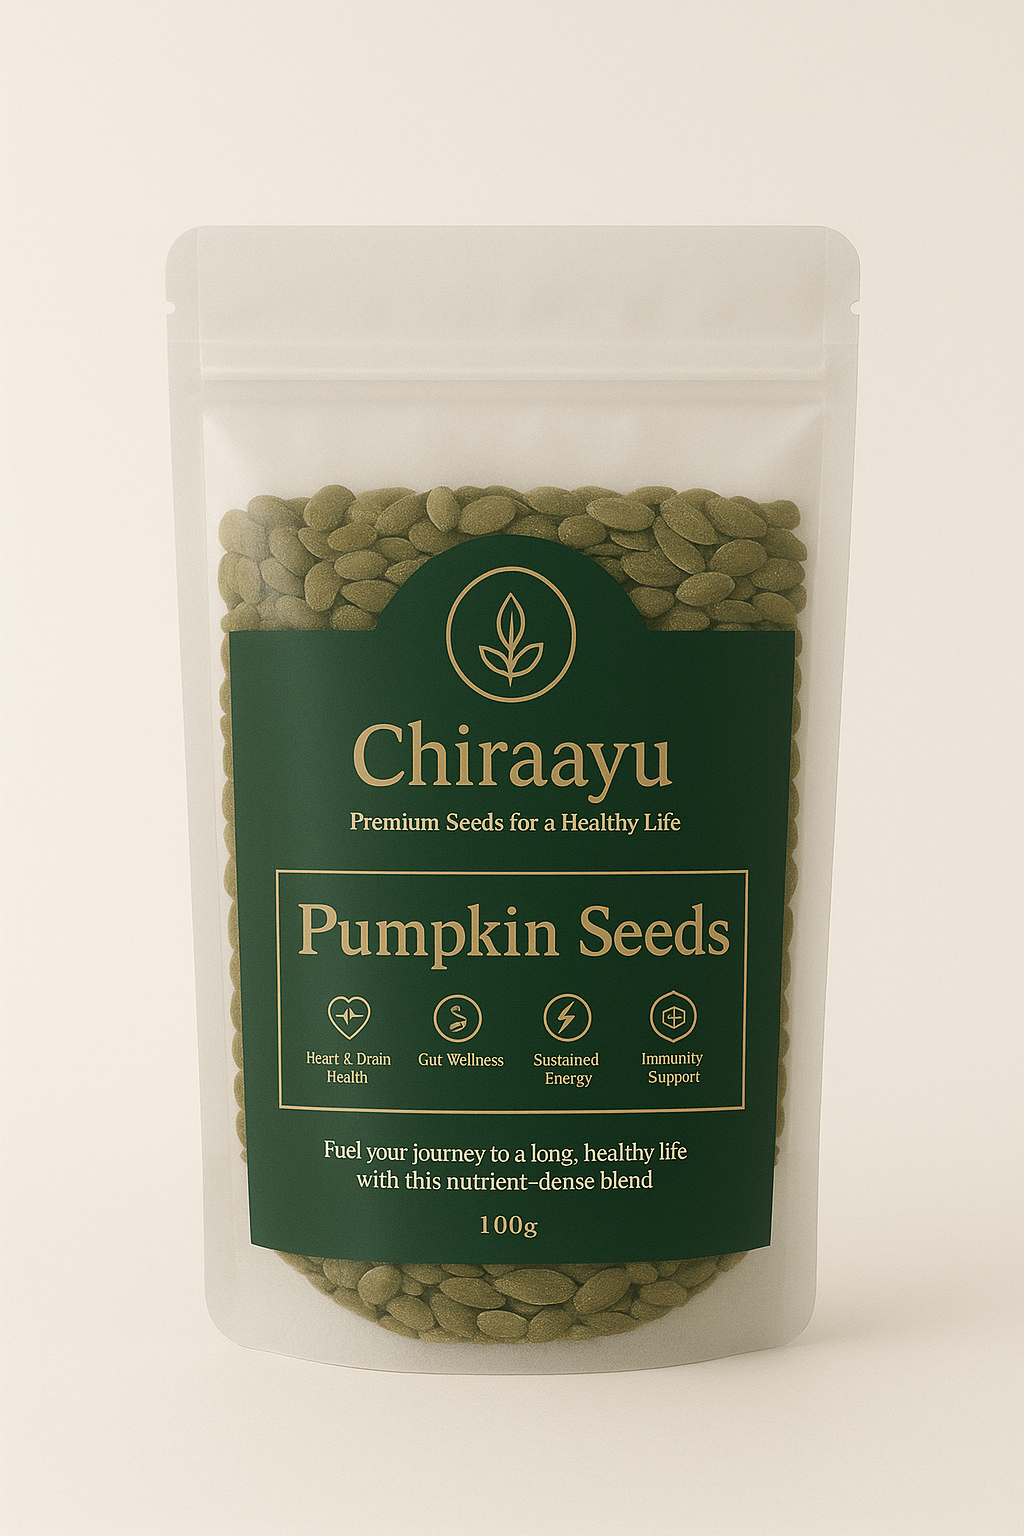 Chiraayu
Premium Seeds for a Healthy Life
Pumpkin Seeds
Heart & Drain
Health
Gut Wellness
Sustained
Energy
Immunity
Support
Fuel your journey to a long, healthy life
with this nutrient-dense blend
100g